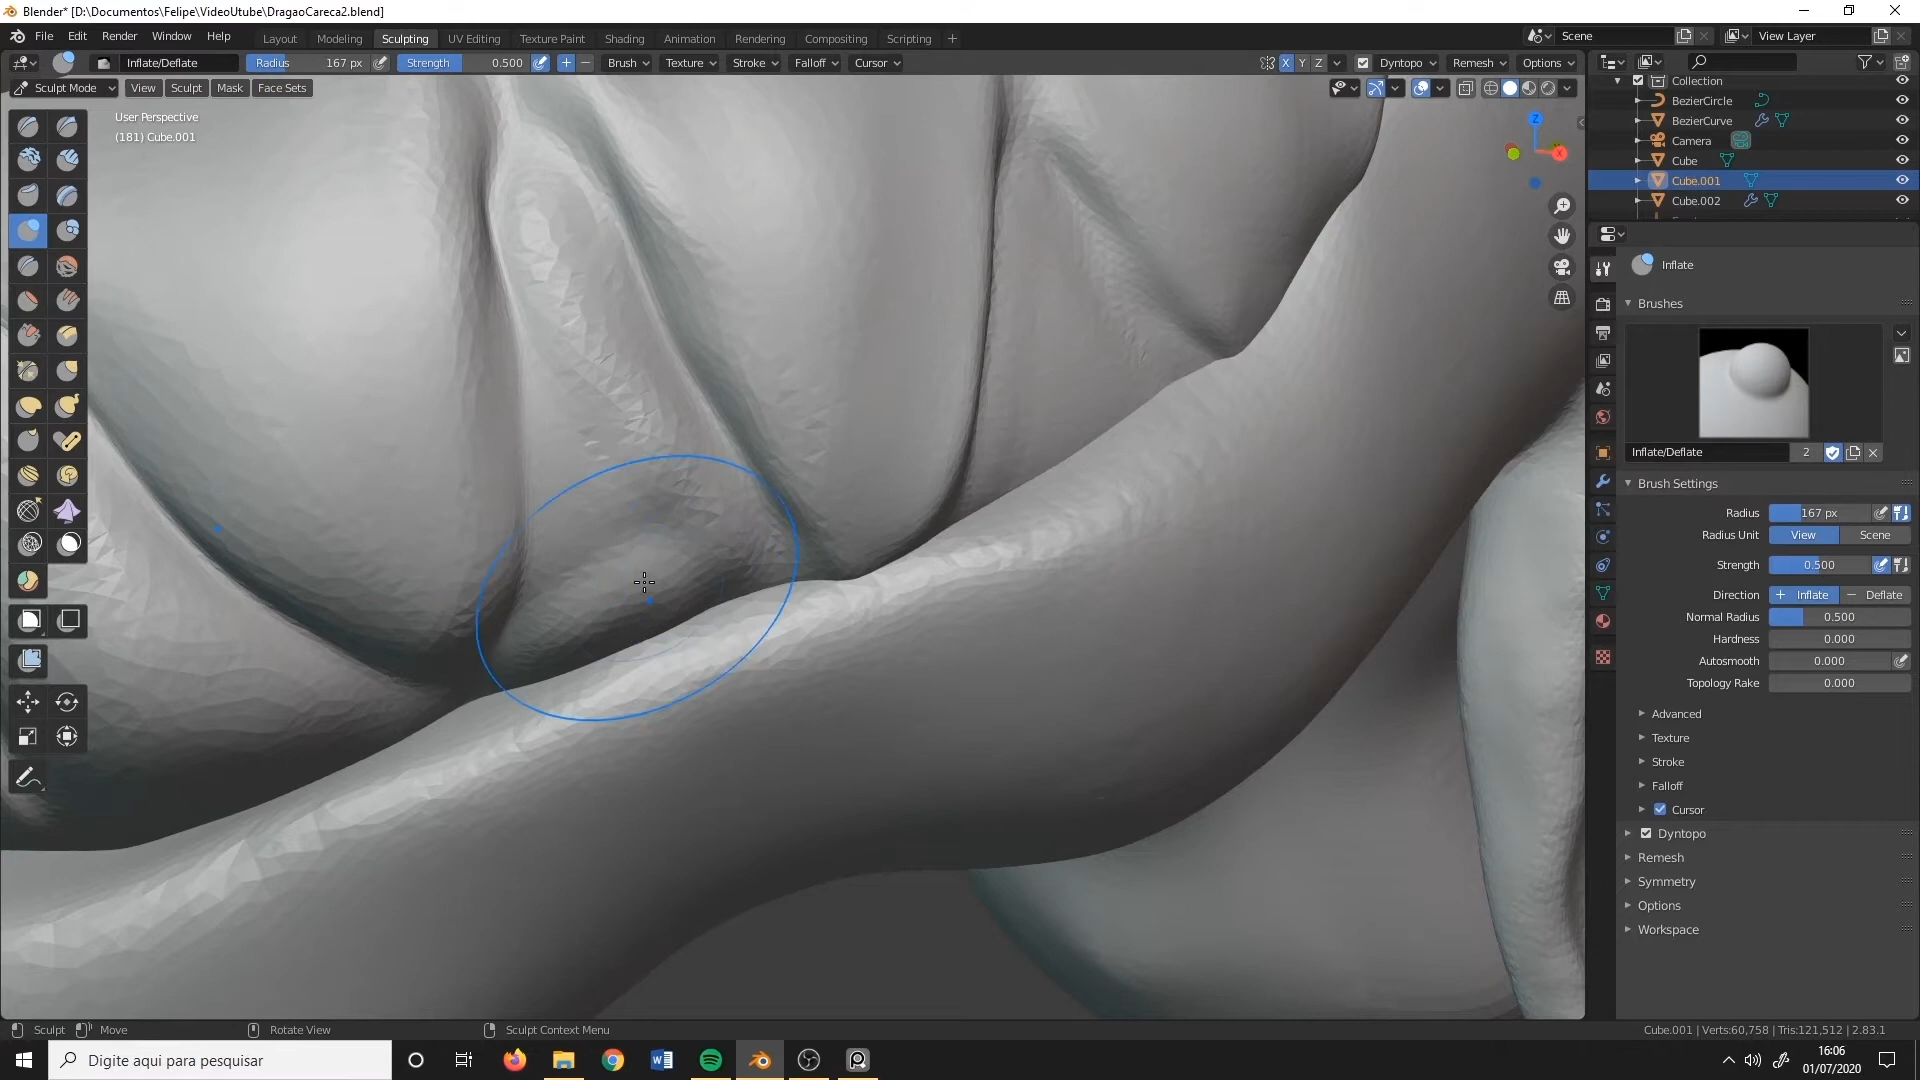 Blender* [D:\Documentos\Felipe\VideoUtube\DragaoCareca2.blend]
File Edit Render Window Help Layout Modeling Sculpting UV Editing Texture Paint Shading Animation Rendering Compositing Scripting + Scene View Layer
Inflate/Deflate Radius 167 px Strength 0.500 + − Brush Texture Stroke Falloff Cursor X Y Z Dyntopo Remesh Options
Sculpt Mode View Sculpt Mask Face Sets
User Perspective
(181) Cube.001
Z
X
Collection
BezierCircle
BezierCurve
Camera
Cube
Cube.001
Cube.002
Inflate
Brushes
Inflate/Deflate 2
Brush Settings
Radius 167 px
Radius Unit View Scene
Strength 0.500
Direction + Inflate − Deflate
Normal Radius 0.500
Hardness 0.000
Autosmooth 0.000
Topology Rake 0.000
Advanced
Texture
Stroke
Falloff
Cursor
Dyntopo
Remesh
Symmetry
Options
Workspace
Sculpt Move Rotate View Sculpt Context Menu Cube.001 | Verts:60,758 | Tris:121,512 | 2.83.1
Digite aqui para pesquisar
16:06
01/07/2020